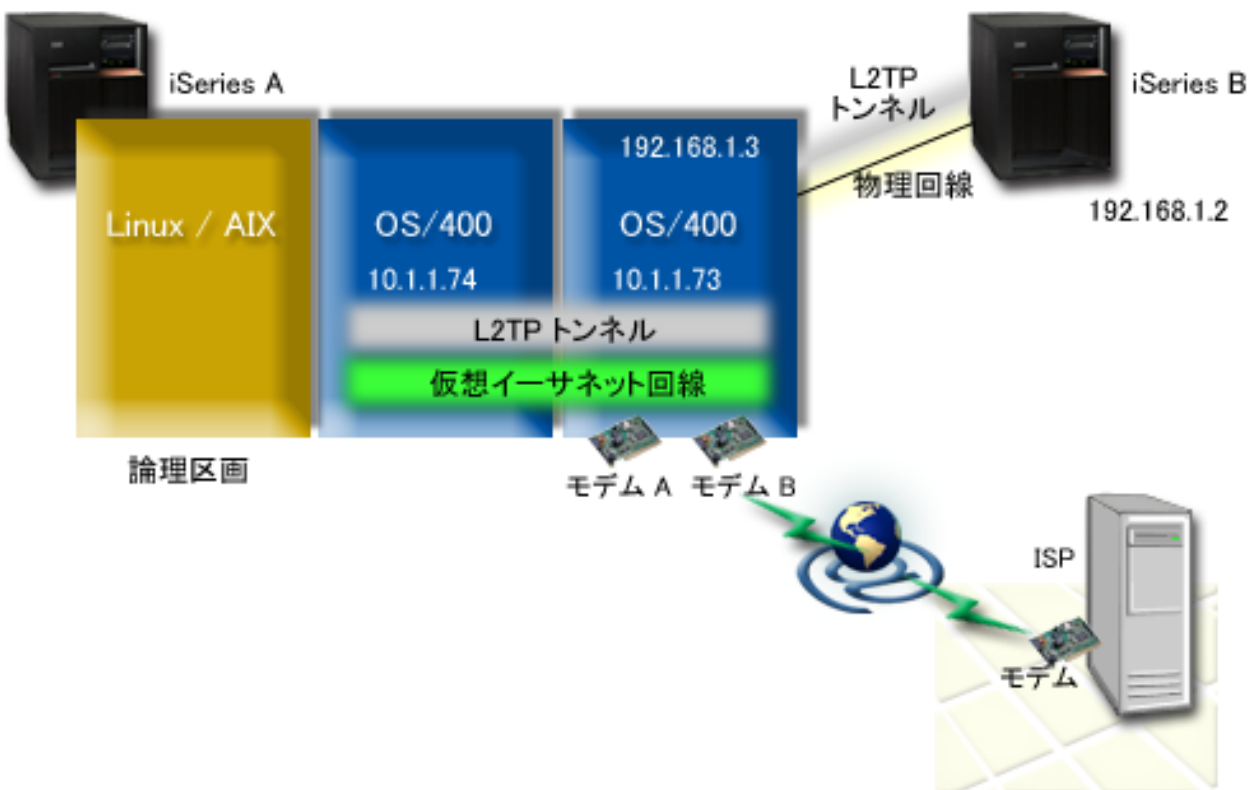 iSeries A
L2TP
トンネル
iSeries B
192.168.1.3
物理回線
192.168.1.2
Linux / AIX
OS/400
OS/400
10.1.1.74
10.1.1.73
L2TP トンネル
仮想イーサネット回線
論理区画
モデム A
モデム B
ISP
モデム